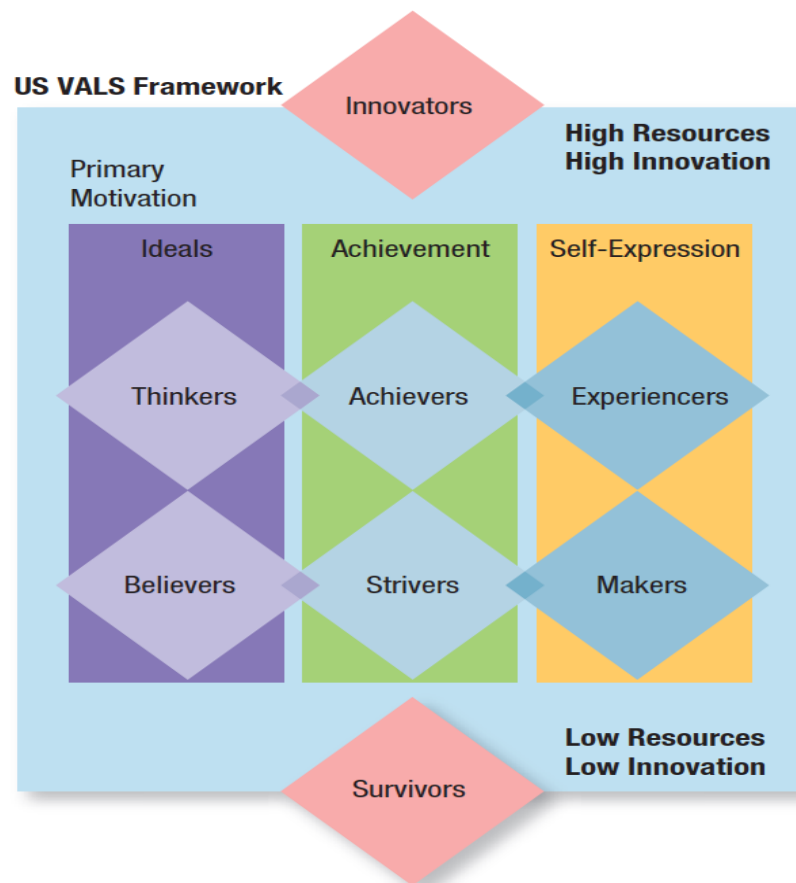 US VALS Framework
Innovators
High Resources
High Innovation
Primary
Motivation
Ideals
Achievement
Self-Expression
Thinkers
Achievers
Experiencers
Believers
Strivers
Makers
Low Resources
Low Innovation
Survivors